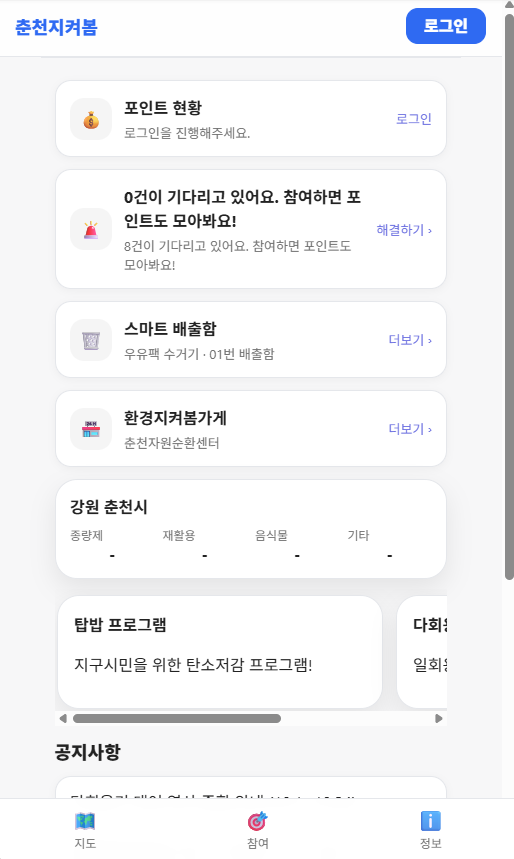 춘천지켜봄
로그인
포인트 현황
로그인을 진행해주세요.
로그인
0건이 기다리고 있어요. 참여하면 포
인트도 모아봐요!
8건이 기다리고 있어요. 참여하면 포인트도
모아봐요!
해결하기 ›
스마트 배출함
우유팩 수거기 · 01번 배출함
더보기 ›
환경지켜봄가게
춘천자원순환센터
더보기 ›
강원 춘천시
종량제 재활용 음식물 기타
- - - -
탑밥 프로그램
지구시민을 위한 탄소저감 프로그램!
공지사항
지도
참여
정보